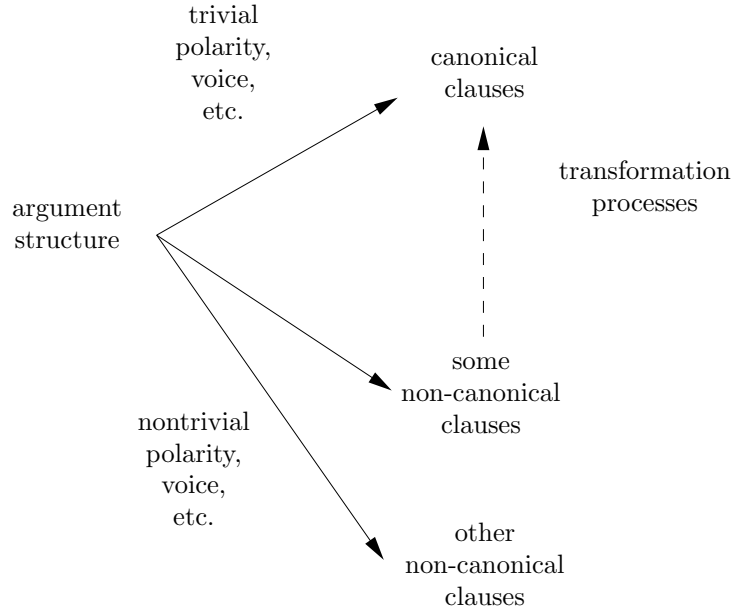 trivial
polarity,
voice,
etc.
canonical
clauses
transformation
processes
argument
structure
some
non-canonical
clauses
nontrivial
polarity,
voice,
etc.
other
non-canonical
clauses